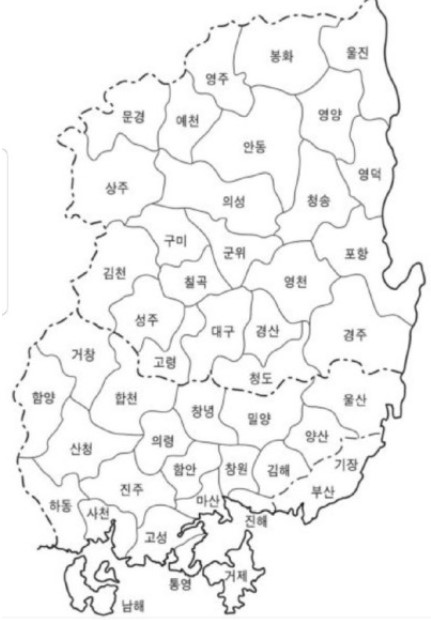 봉화
울진
영주
문경
예천
영양
안동
영덕
상주
의성
청송
구미
군위
포항
김천
칠곡
영천
성주
대구
경산
경주
거창
고령
청도
함양
합천
창녕
밀양
울산
산청
의령
양산
함안
창원
김해
기장
진주
부산
하동
사천
마산
진해
고성
통영
거제
남해